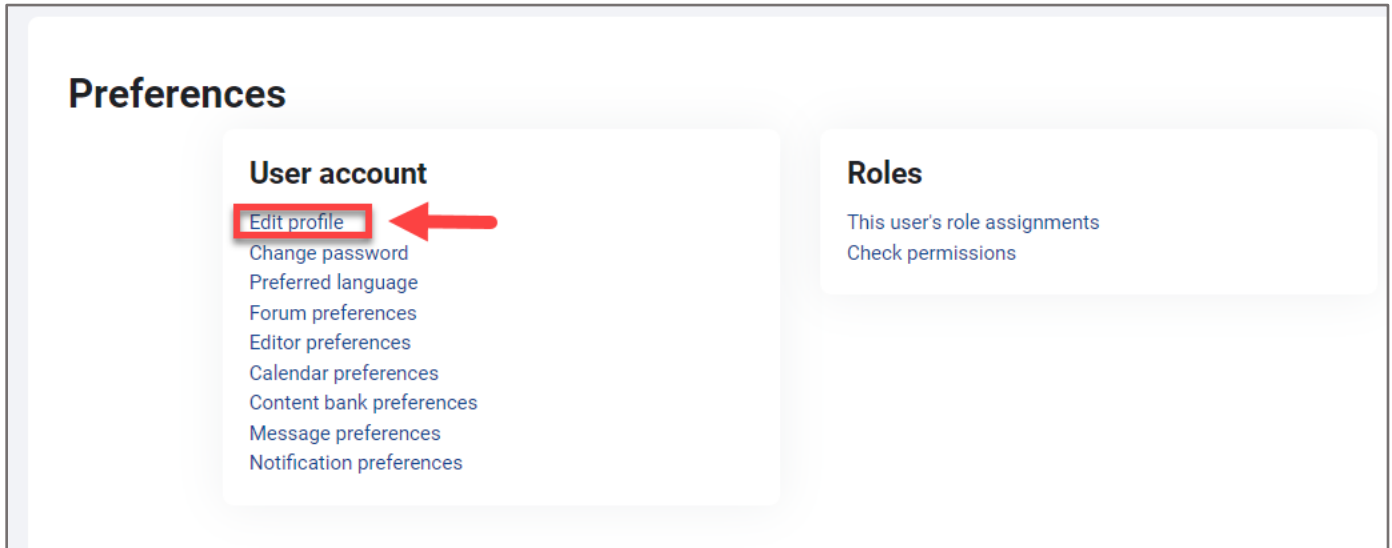 Preferences
User account
Edit profile
Change password
Preferred language
Forum preferences
Editor preferences
Calendar preferences
Content bank preferences
Message preferences
Notification preferences
Roles
This user's role assignments
Check permissions